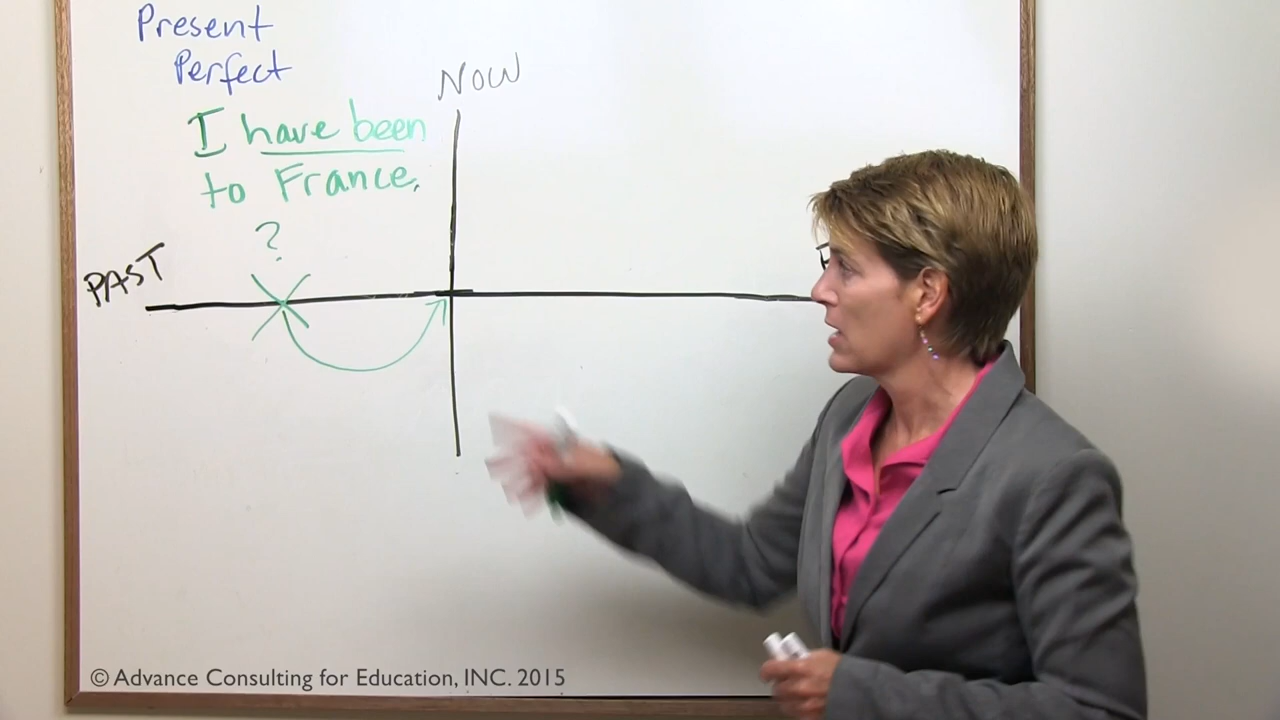 Present
Perfect
NOW
I have been
to France.
?
PAST
© Advance Consulting for Education, INC. 2015